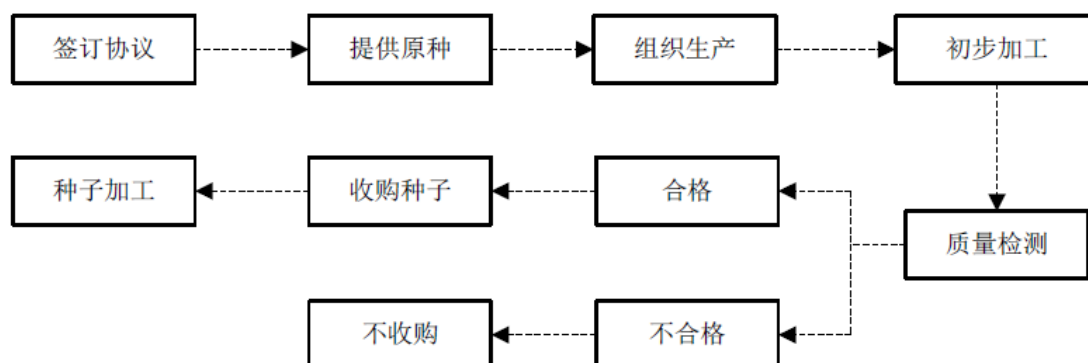 签订协议
提供原种
组织生产
初步加工
种子加工
收购种子
合格
质量检测
不收购
不合格